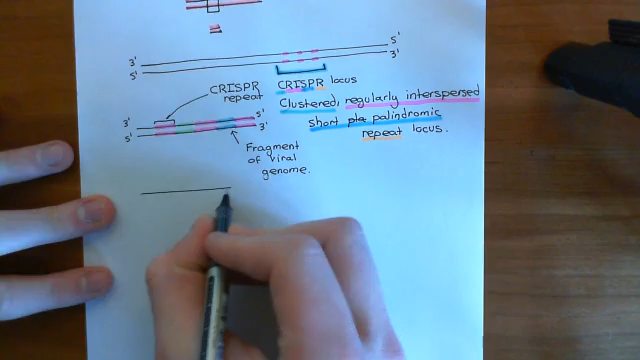 5'
3'
3'
5'
CRISPR locus
CRISPR
repeat
Clustered, regularly interspersed
short palindromic
repeat locus.
5'
3'
3'
5'
Fragment
of viral
genome.